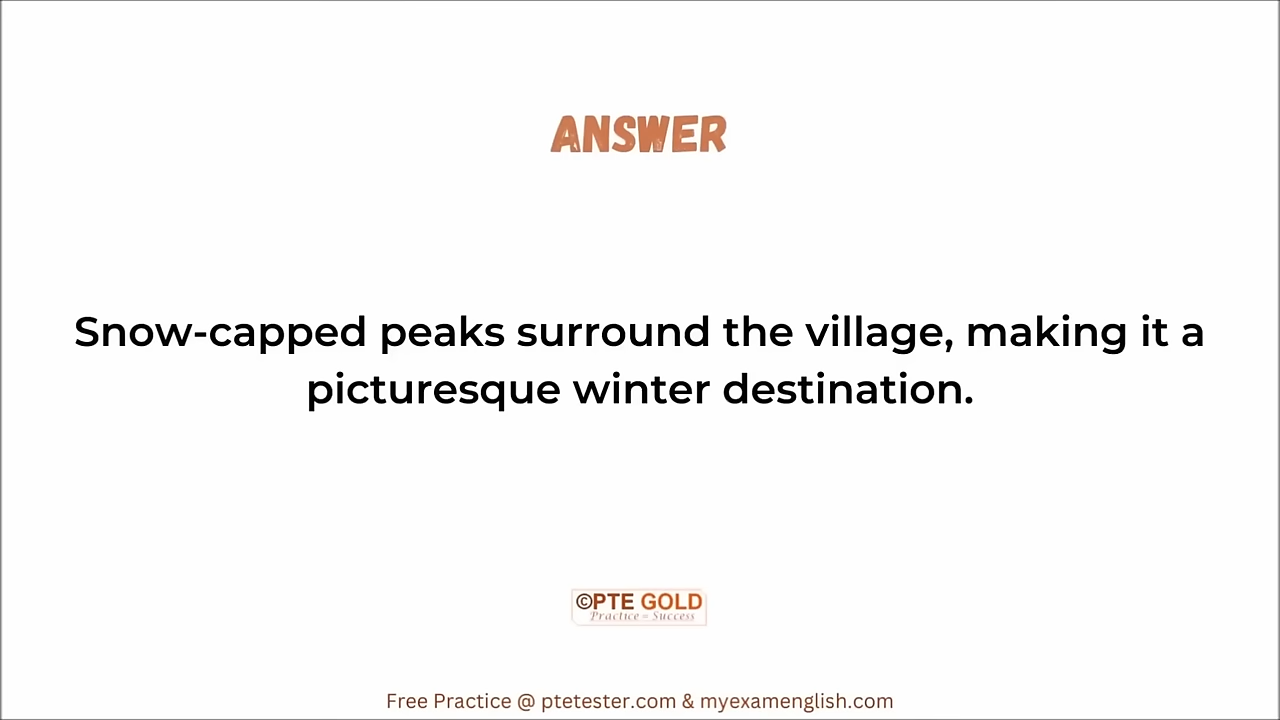 ANSWER
Snow-capped peaks surround the village, making it a
picturesque winter destination.
©PTE GOLD
Practice = Success
Free Practice @ ptetester.com & myexamenglish.com